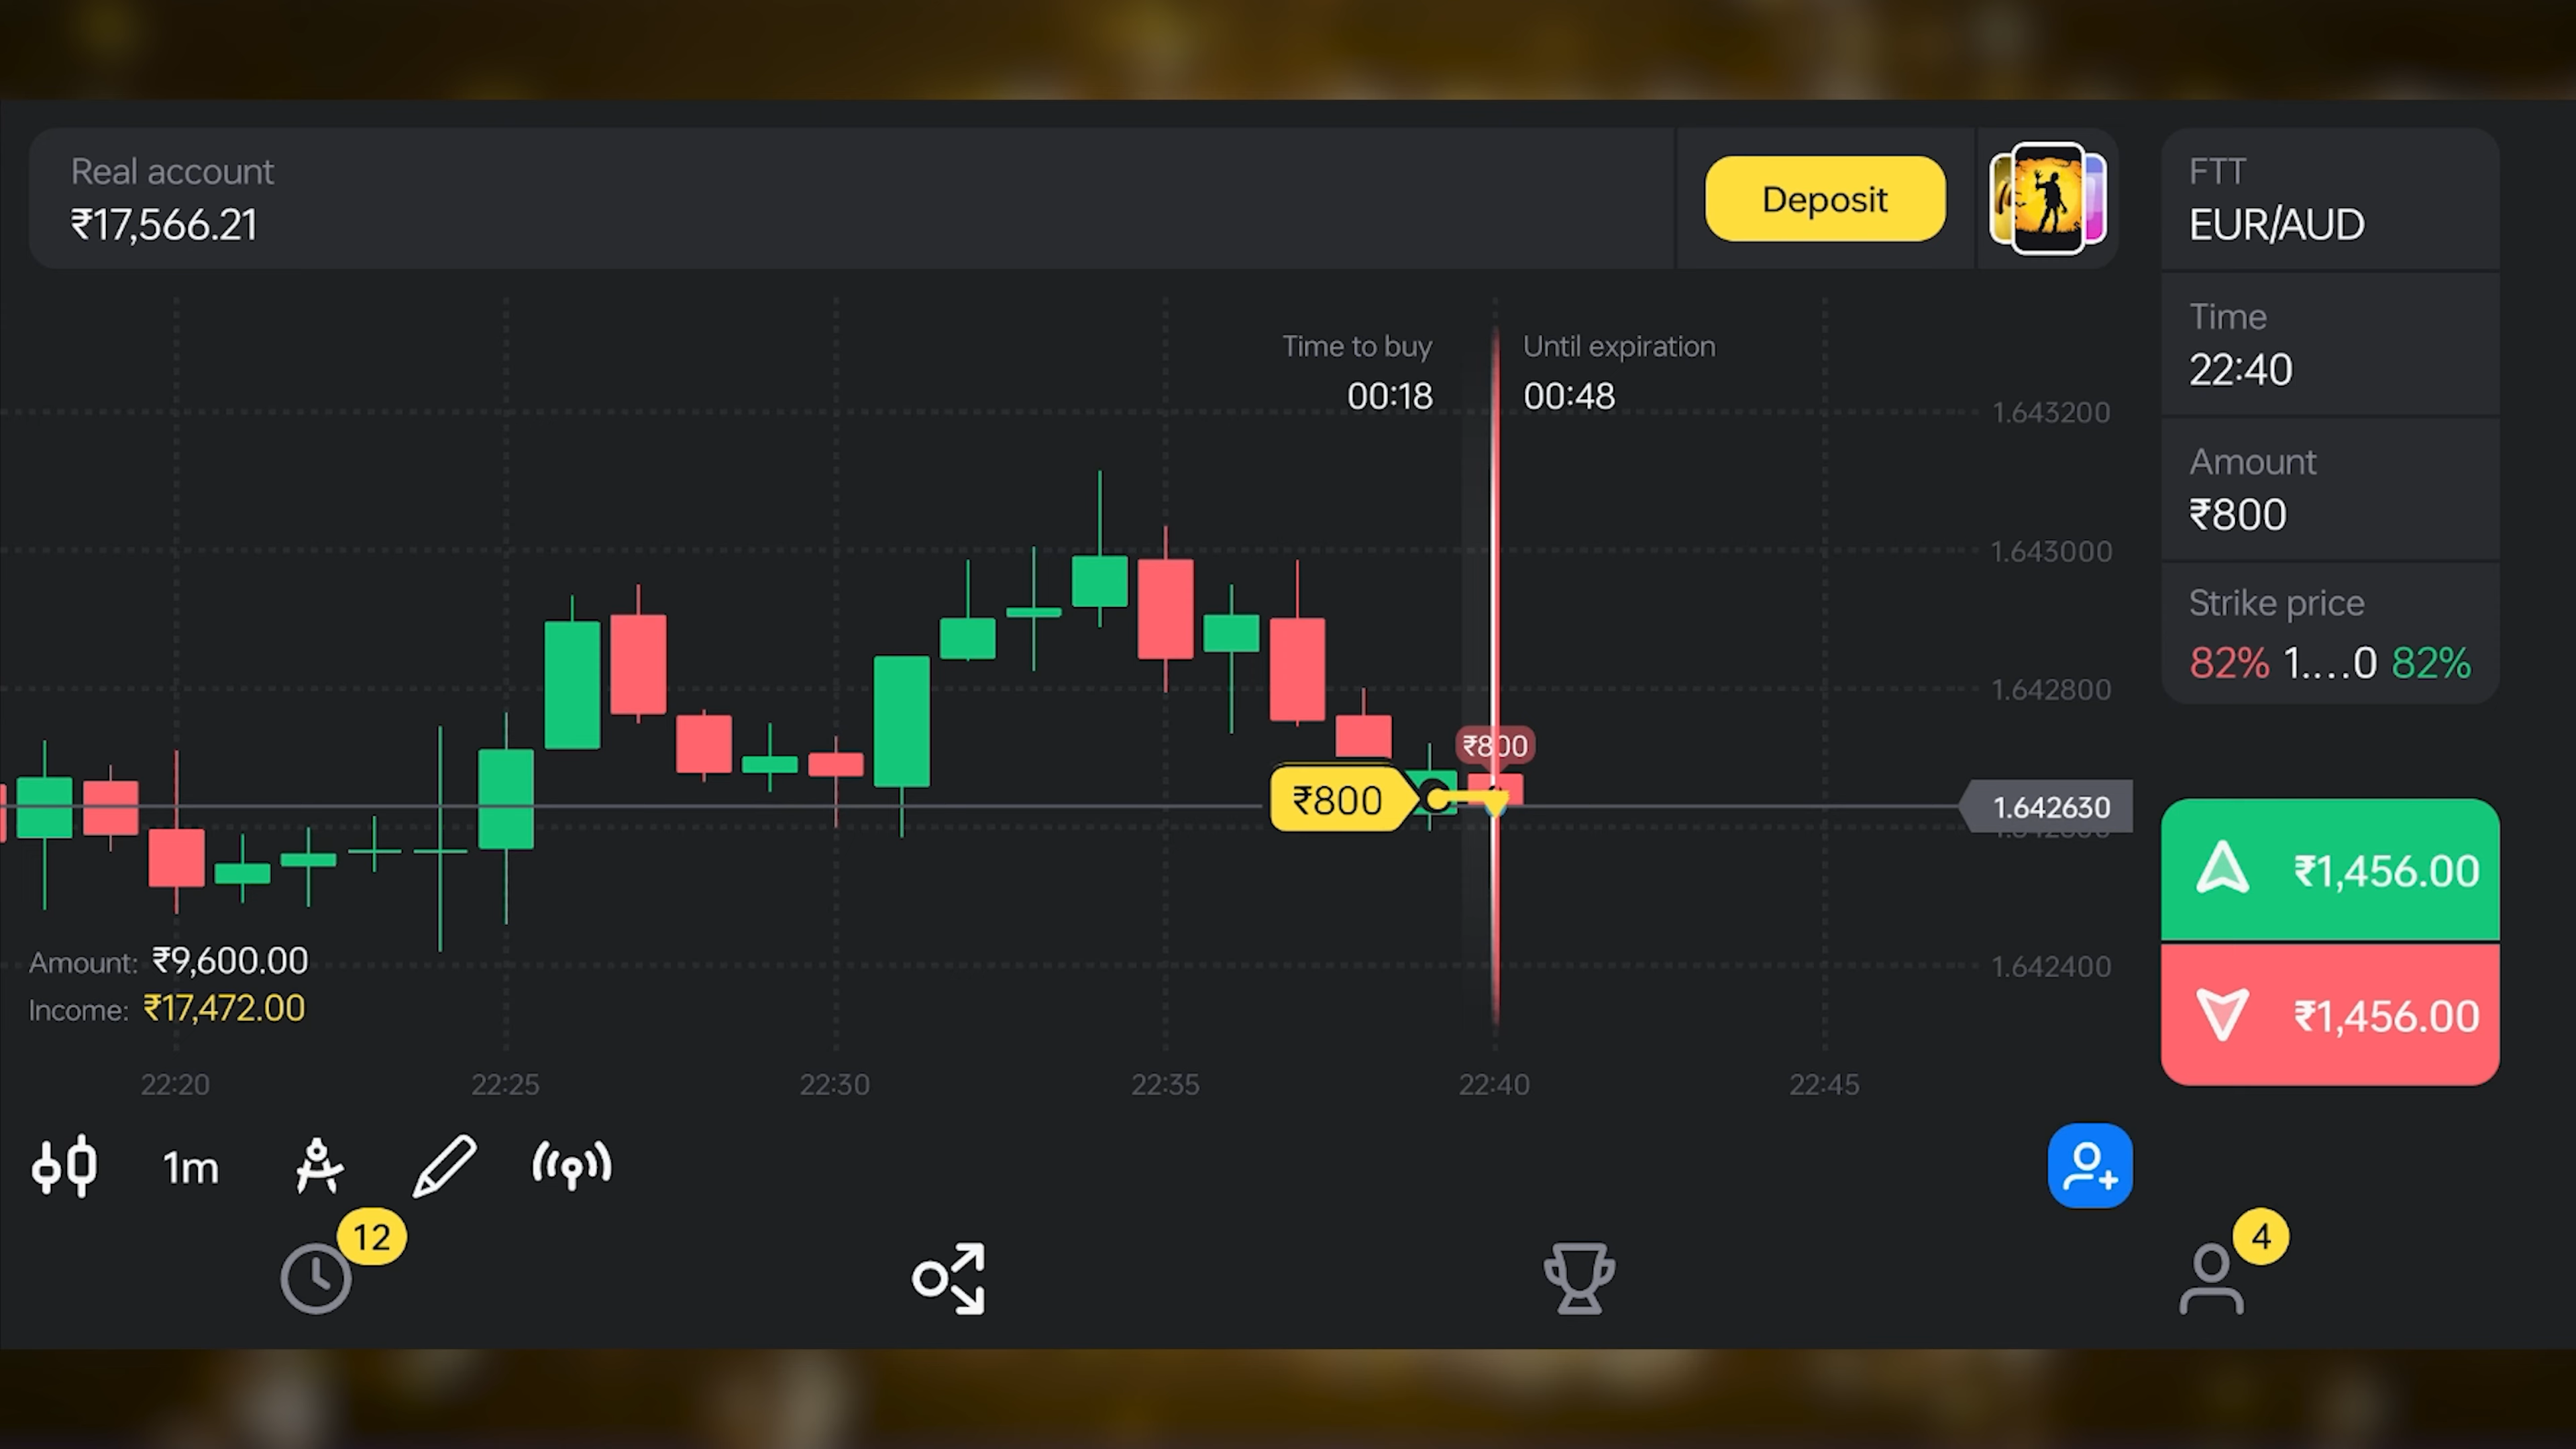 Real account
₹17,566.21
Deposit
FTT
EUR/AUD
Time
22:40
Amount
₹800
Strike price
82% 1....0 82%
Time to buy
00:18
Until expiration
00:48
1.643200
1.643000
1.642800
₹800
₹800
1.642630
1.642400
₹1,456.00
₹1,456.00
Amount: ₹9,600.00
Income: ₹17,472.00
22:20
22:25
22:30
22:35
22:40
22:45
1m
12
4